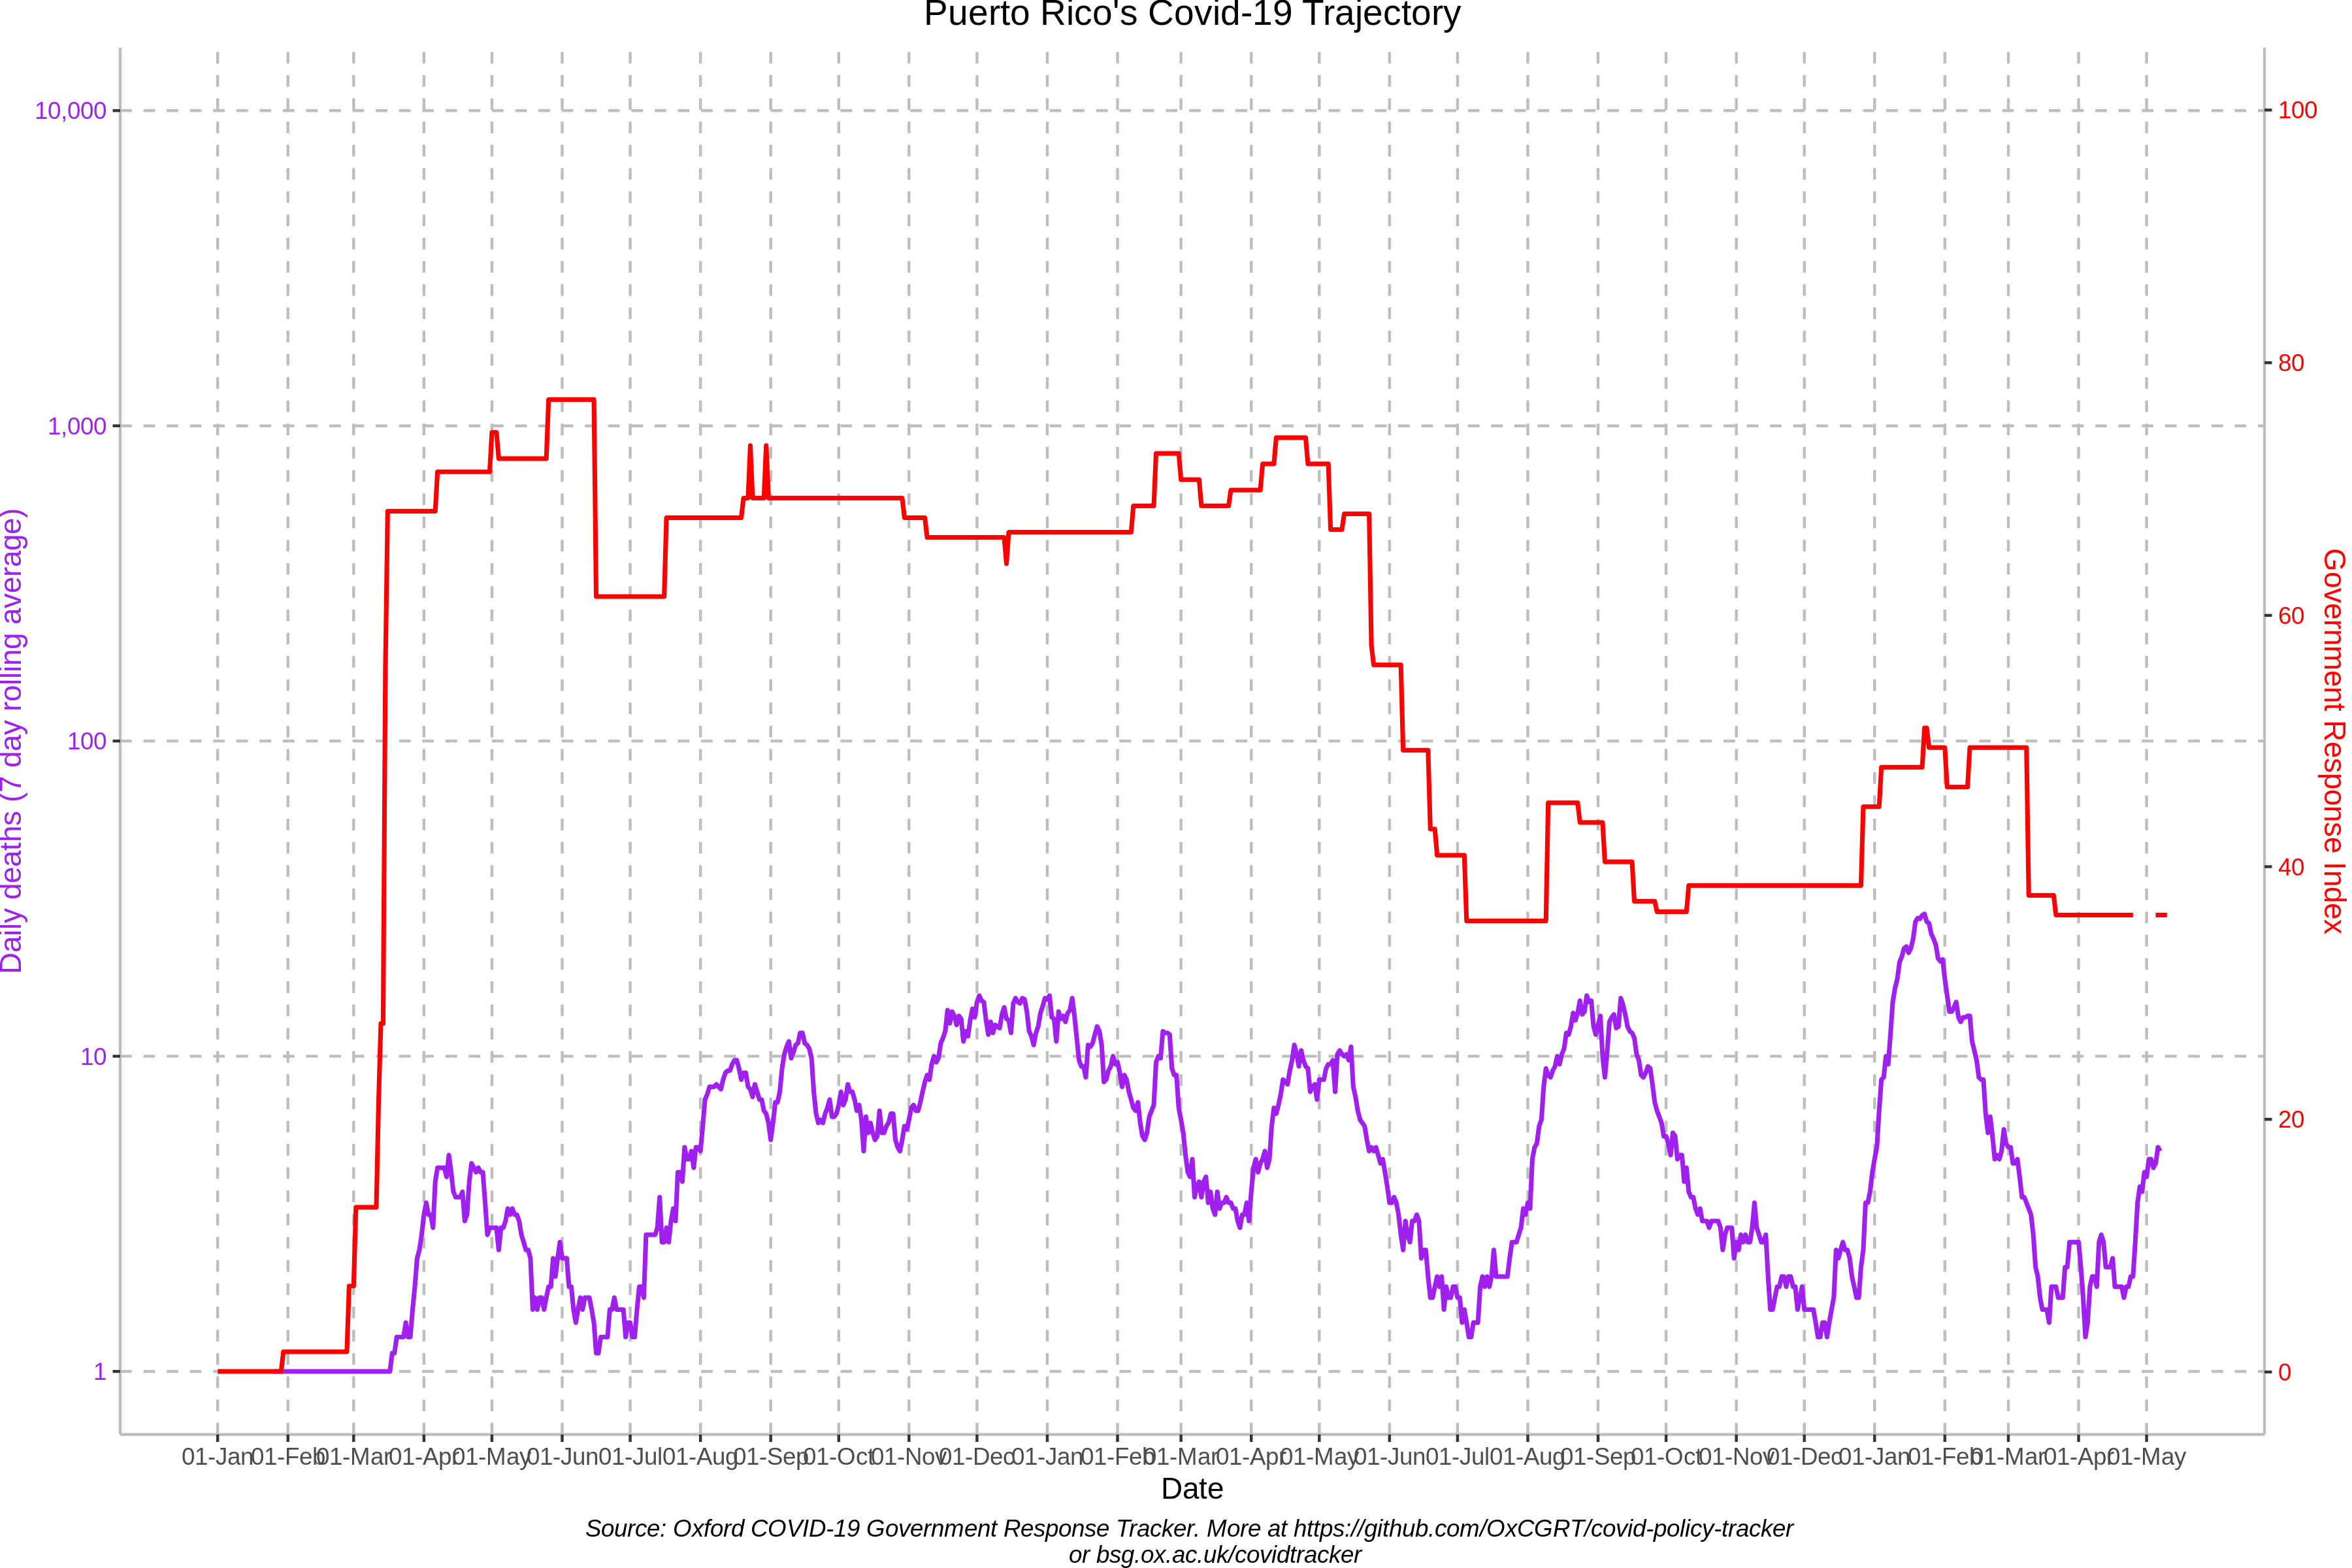 Puerto Rico's Covid-19 Trajectory
10,000
1,000
100
10
1
Daily deaths (7 day rolling average)
100
80
60
40
20
0
Government Response Index
01-Jan 01-Feb 01-Mar 01-Apr 01-May 01-Jun 01-Jul 01-Aug 01-Sep 01-Oct 01-Nov 01-Dec 01-Jan 01-Feb 01-Mar 01-Apr 01-May 01-Jun 01-Jul 01-Aug 01-Sep 01-Oct 01-Nov 01-Dec 01-Jan 01-Feb 01-Mar 01-Apr 01-May
Date
Source: Oxford COVID-19 Government Response Tracker. More at https://github.com/OxCGRT/covid-policy-tracker
or bsg.ox.ac.uk/covidtracker